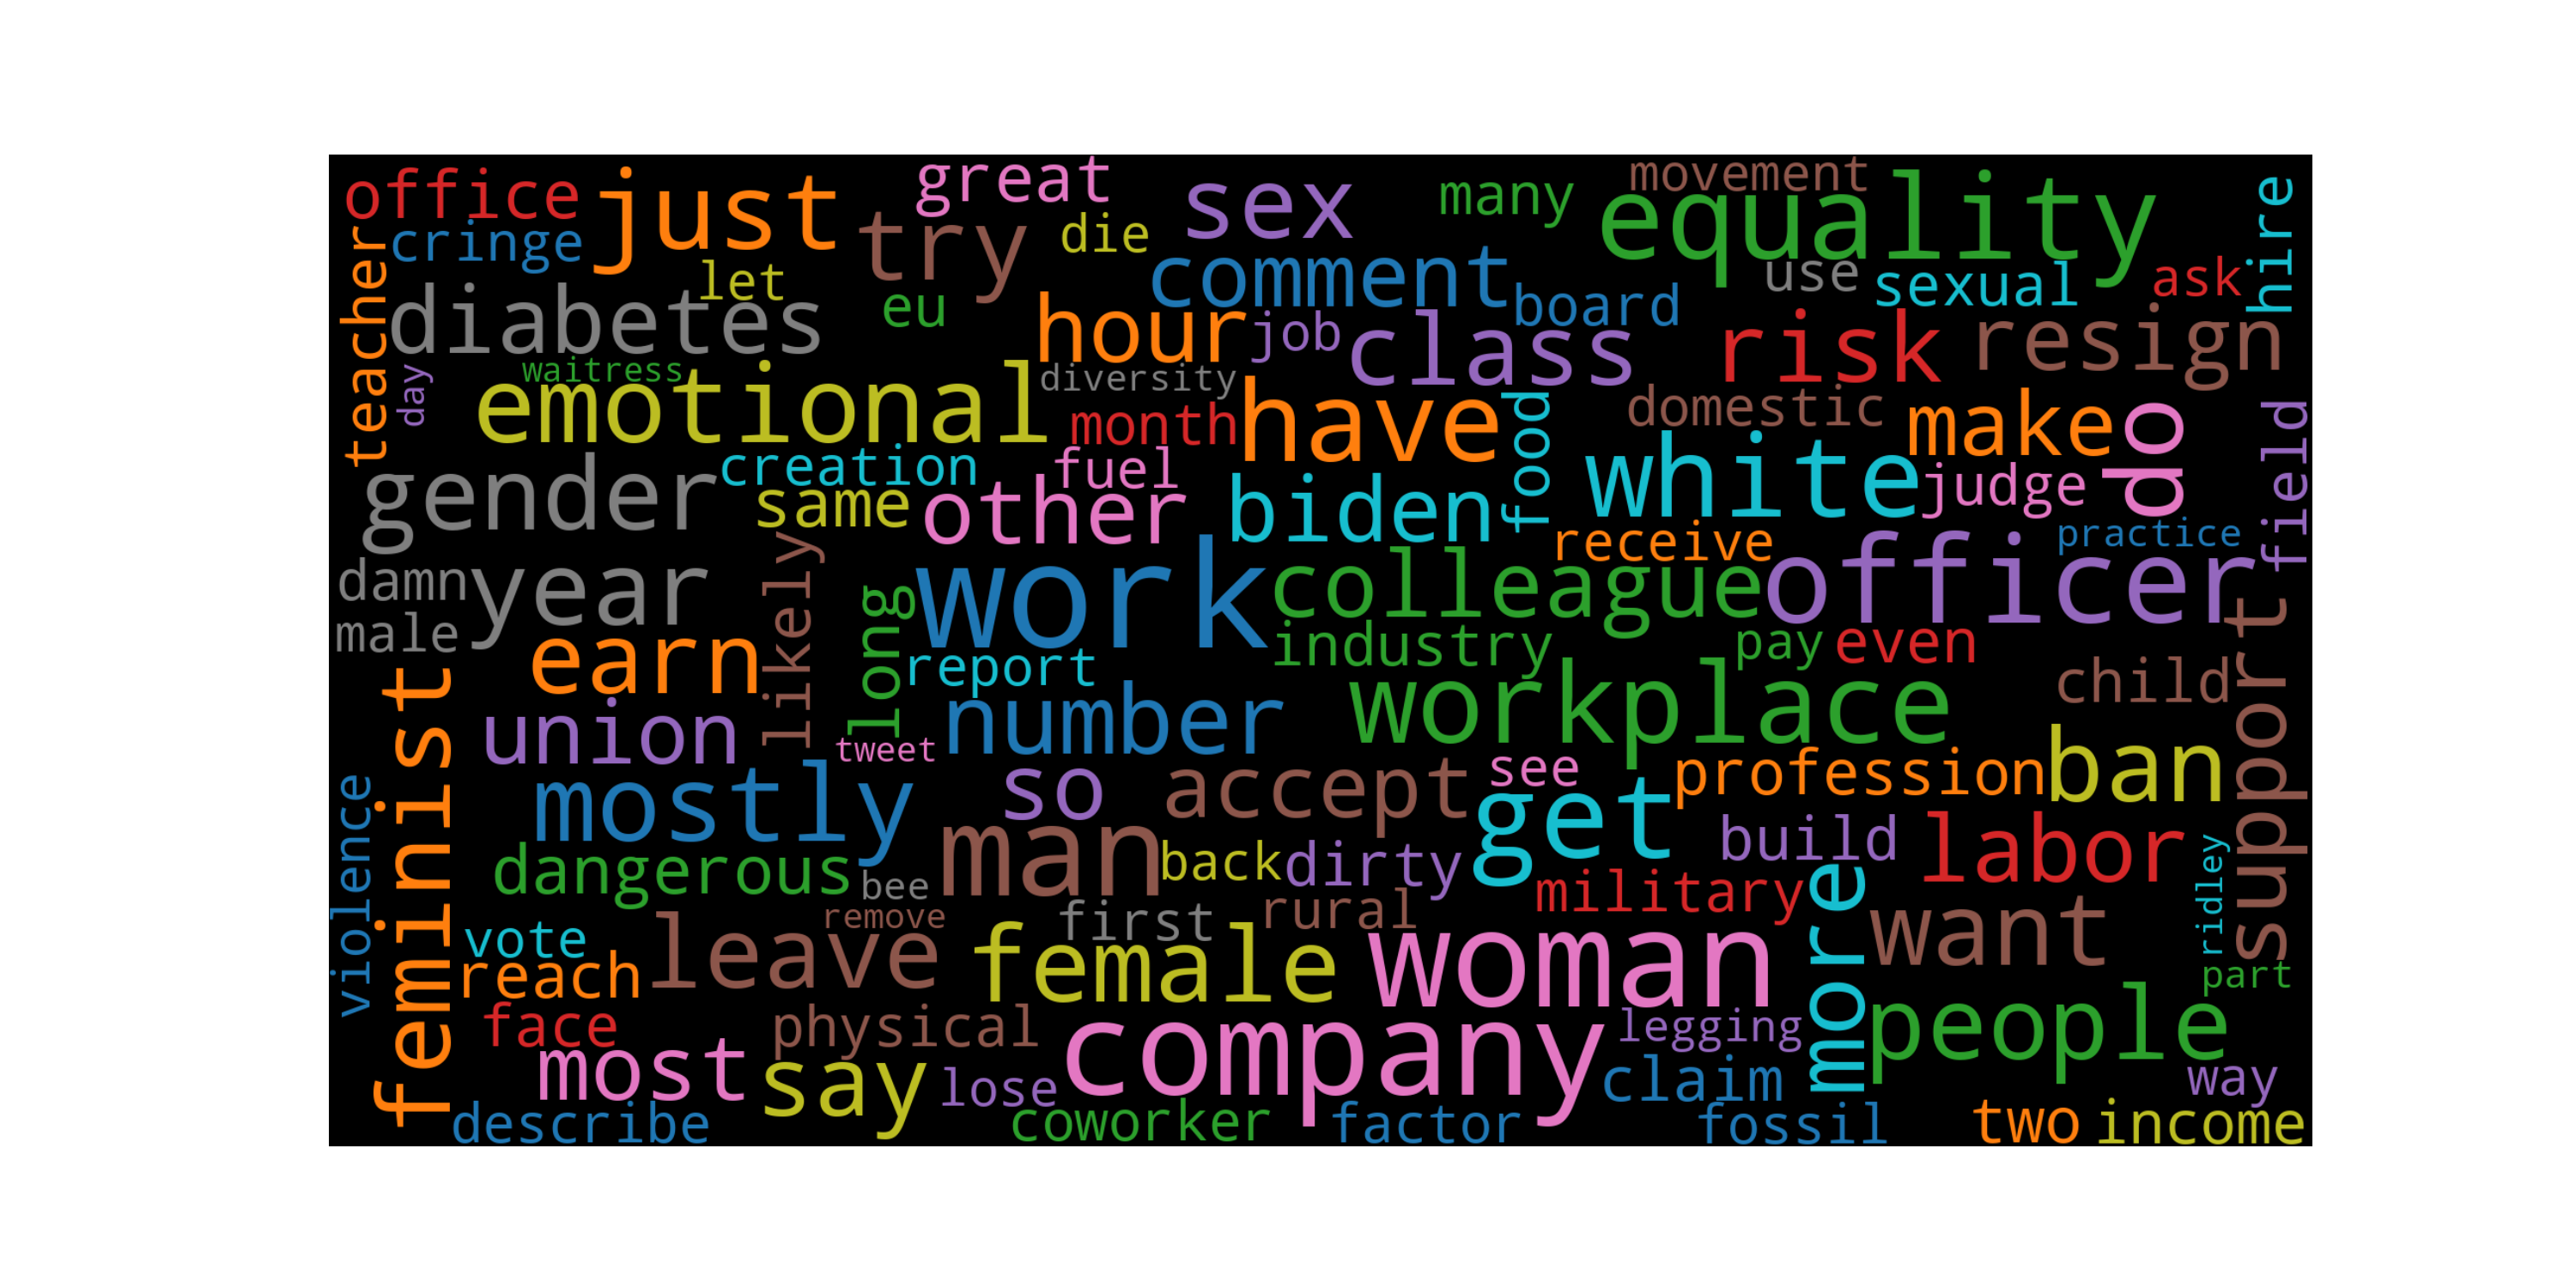 office
just
great
sex
many
movement
equality
hire
teacher
cringe
try
die
comment
use
sexual
ask
let
diabetes
eu
hour
job
class
board
risk
resign
waitress
day
emotional
diversity
month
have
food
domestic
make
do
field
gender
creation
same
fuel
other
biden
white
judge
damn
year
likely
long
work
receive
colleague
officer
practice
male
earn
report
industry
pay
even
child
support
feminist
union
tweet
number
workplace
violence
mostly
so
accept
see
get
profession
ban
dangerous
bee
man
back
dirty
build
military
labor
ridley
vote
reach
leave
remove
female
first
rural
woman
more
want
part
face
physical
company
legging
people
most
say
lose
claim
way
describe
coworker
factor
fossil
two
income